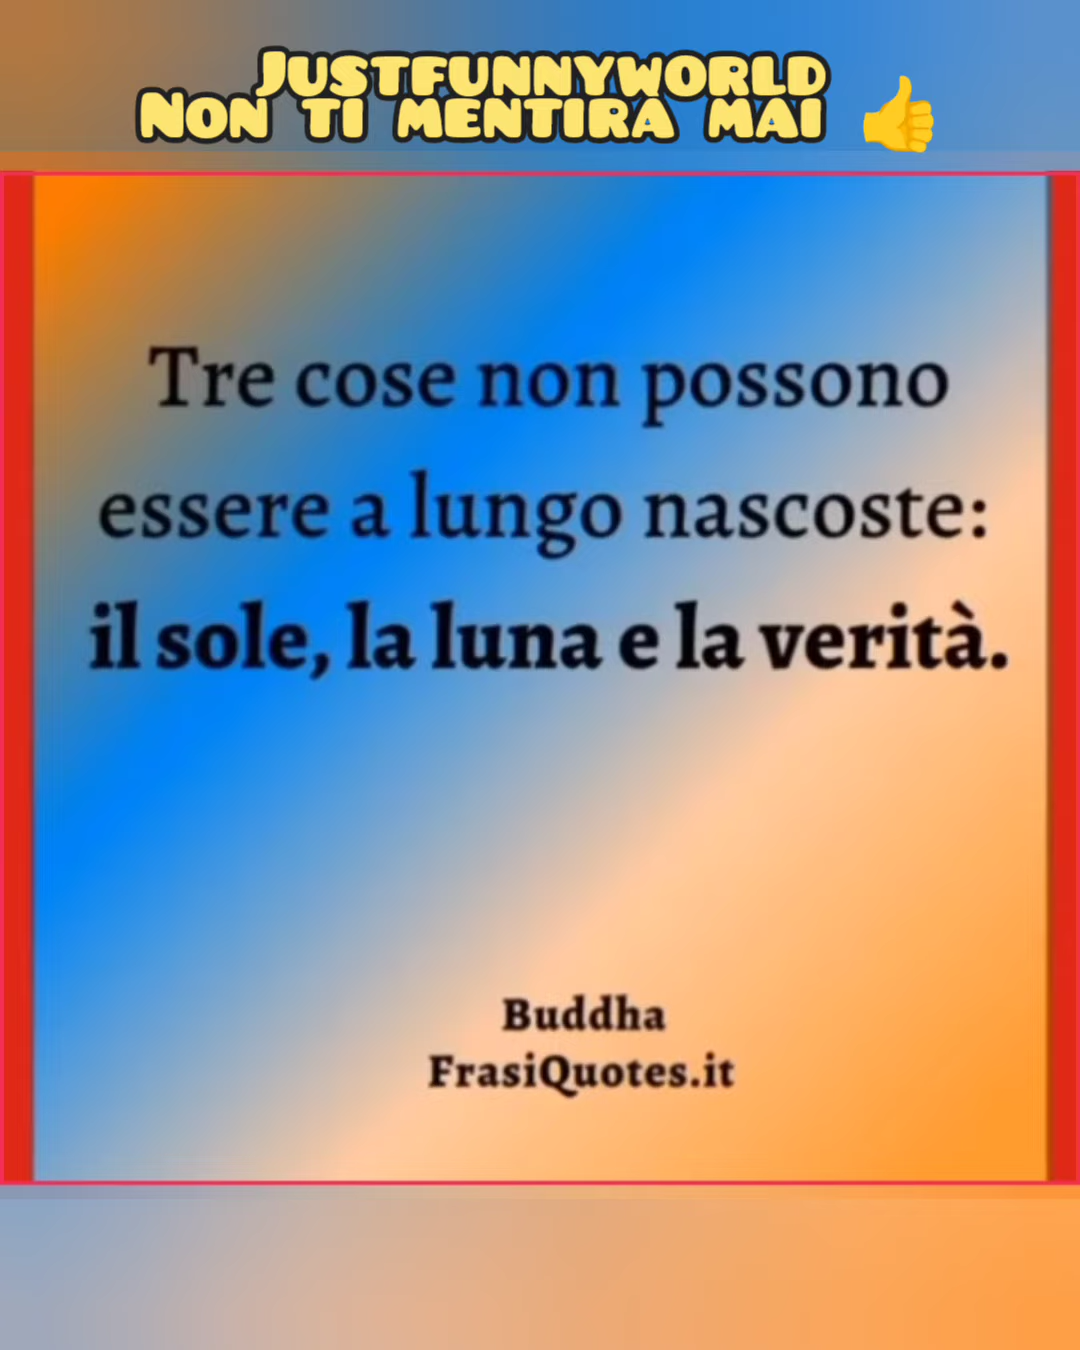 JUSTFUNNYWORLD
NON TI MENTIRÀ MAI 👍
Tre cose non possono
essere a lungo nascoste:
il sole, la luna e la verità.
Buddha
FrasiQuotes.it